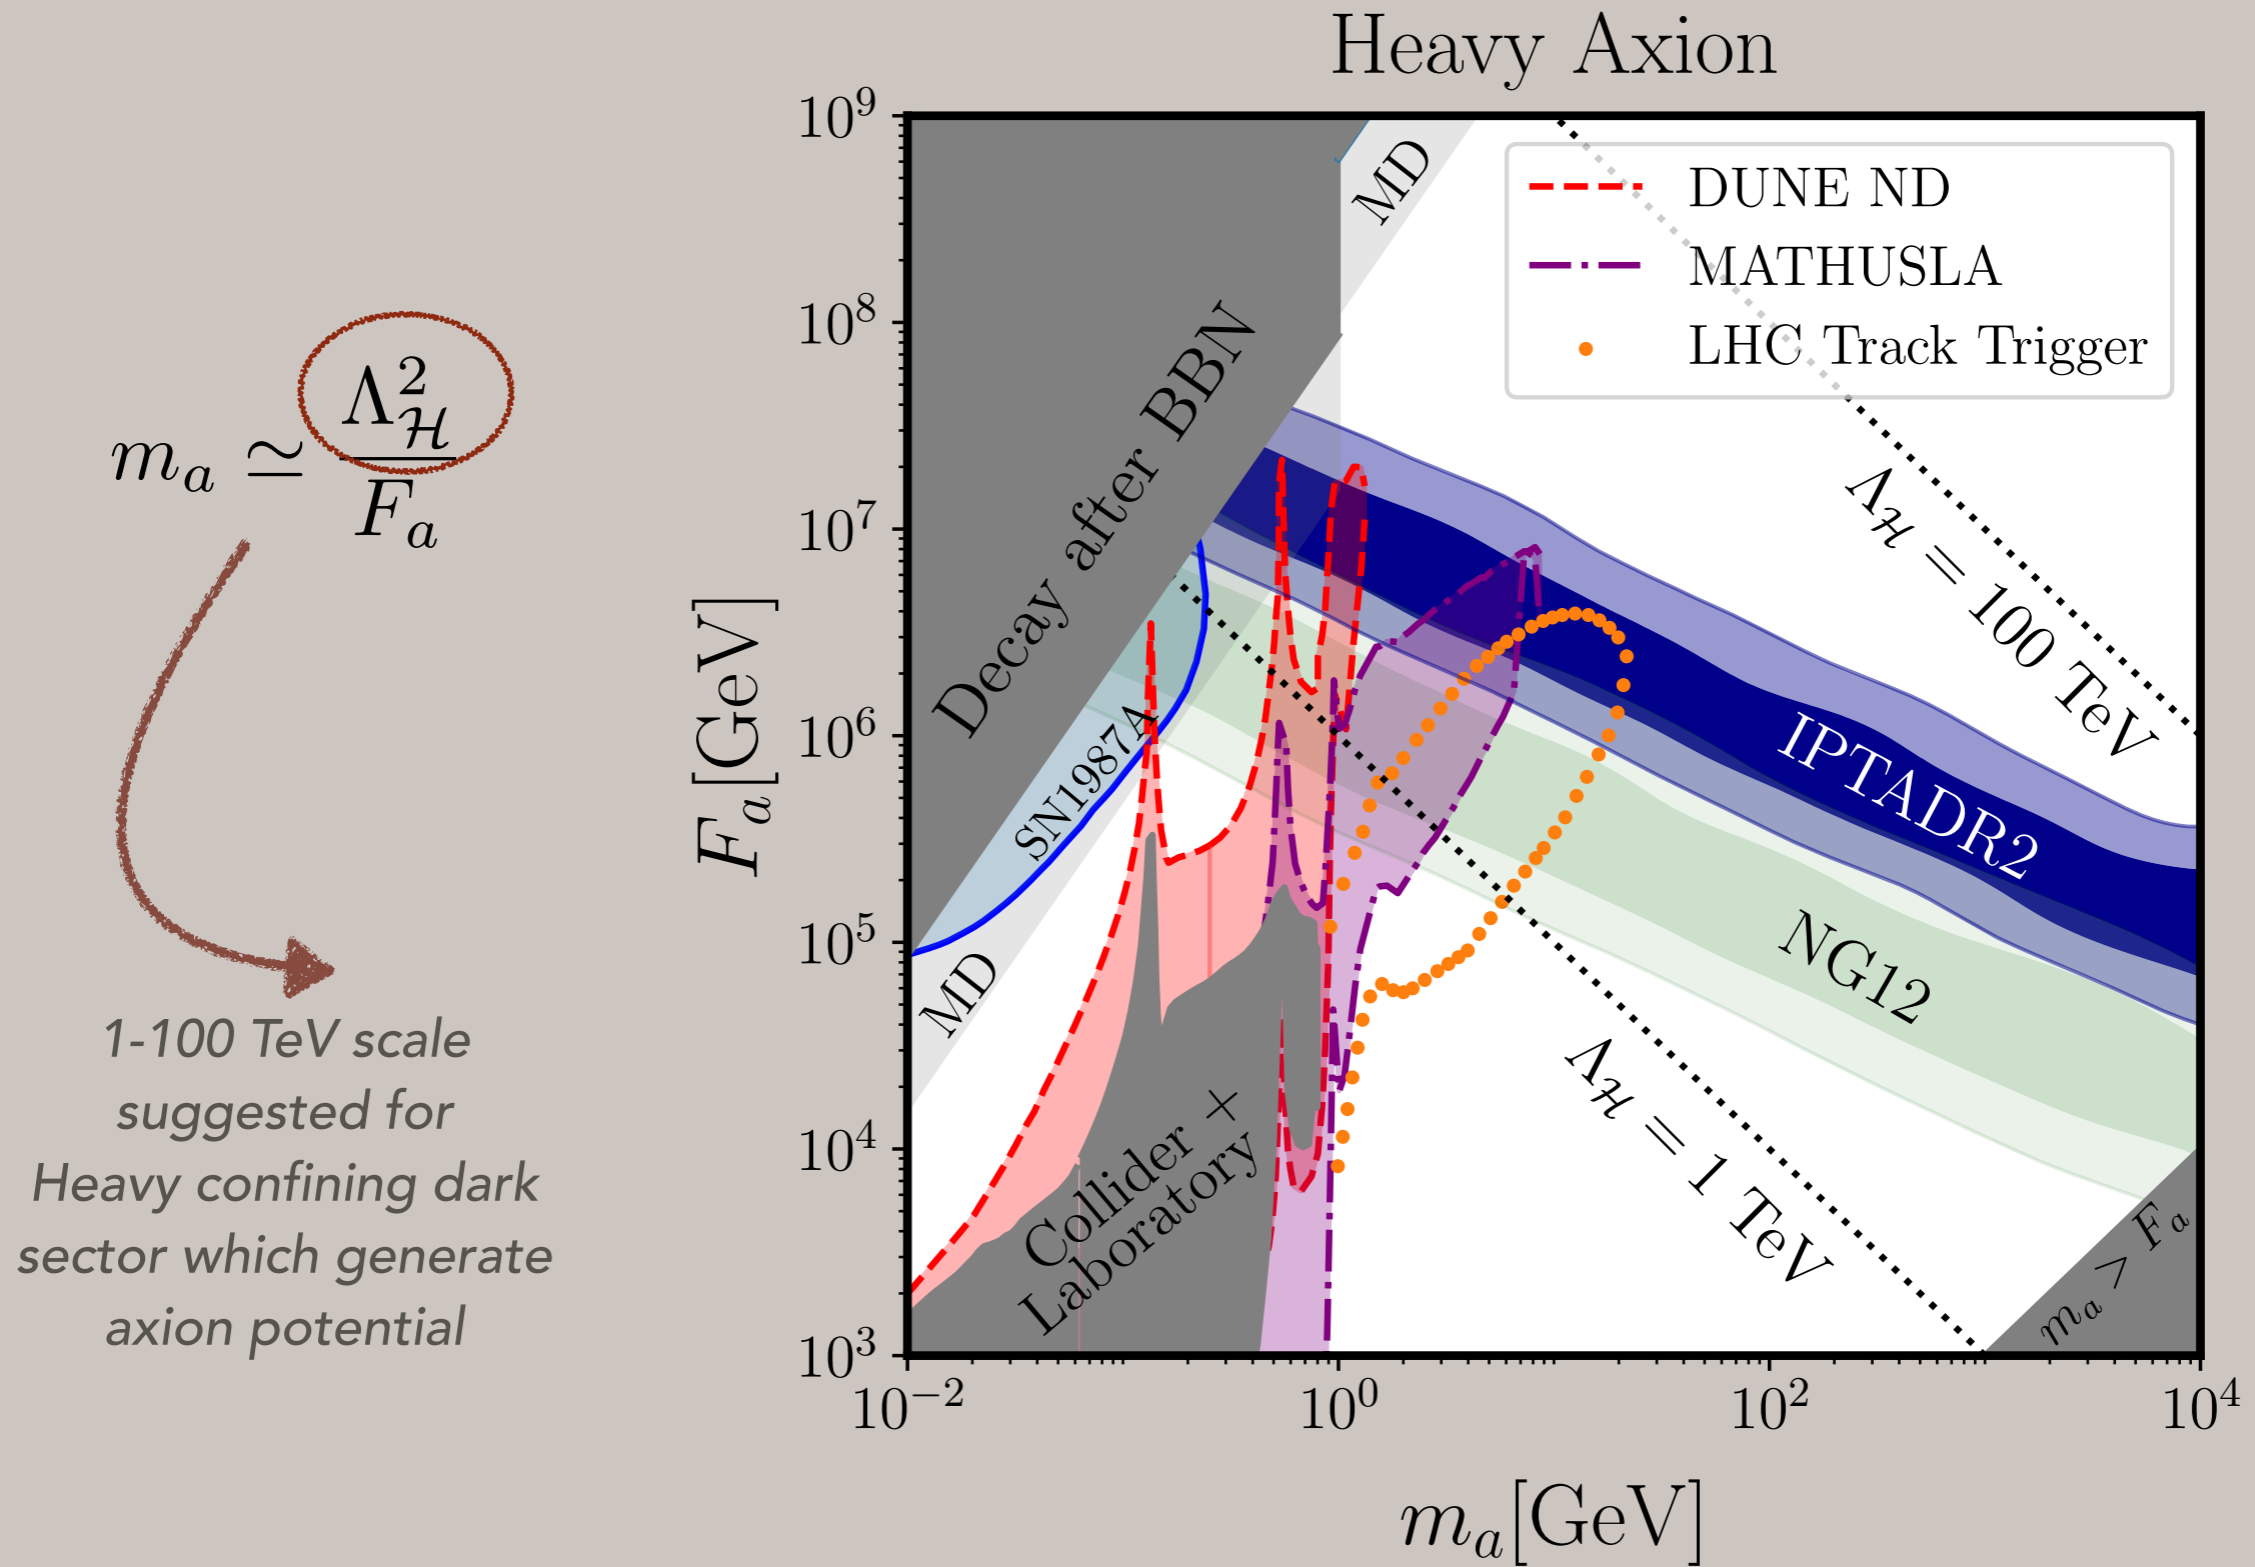 Heavy Axion
m_a ≃ Λ_ℋ^2 / F_a
1-100 TeV scale
suggested for
Heavy confining dark
sector which generate
axion potential
F_a[GeV]
10^9
10^8
10^7
10^6
10^5
10^4
10^3
DUNE ND
MATHUSLA
LHC Track Trigger
MD
Decay after BBN
Λ_ℋ = 100 TeV
SN1987A
IPTADR2
MD
NG12
Λ_ℋ = 1 TeV
Collider +
Laboratory
m_a > F_a
10^{-2}
10^0
10^2
10^4
m_a[GeV]